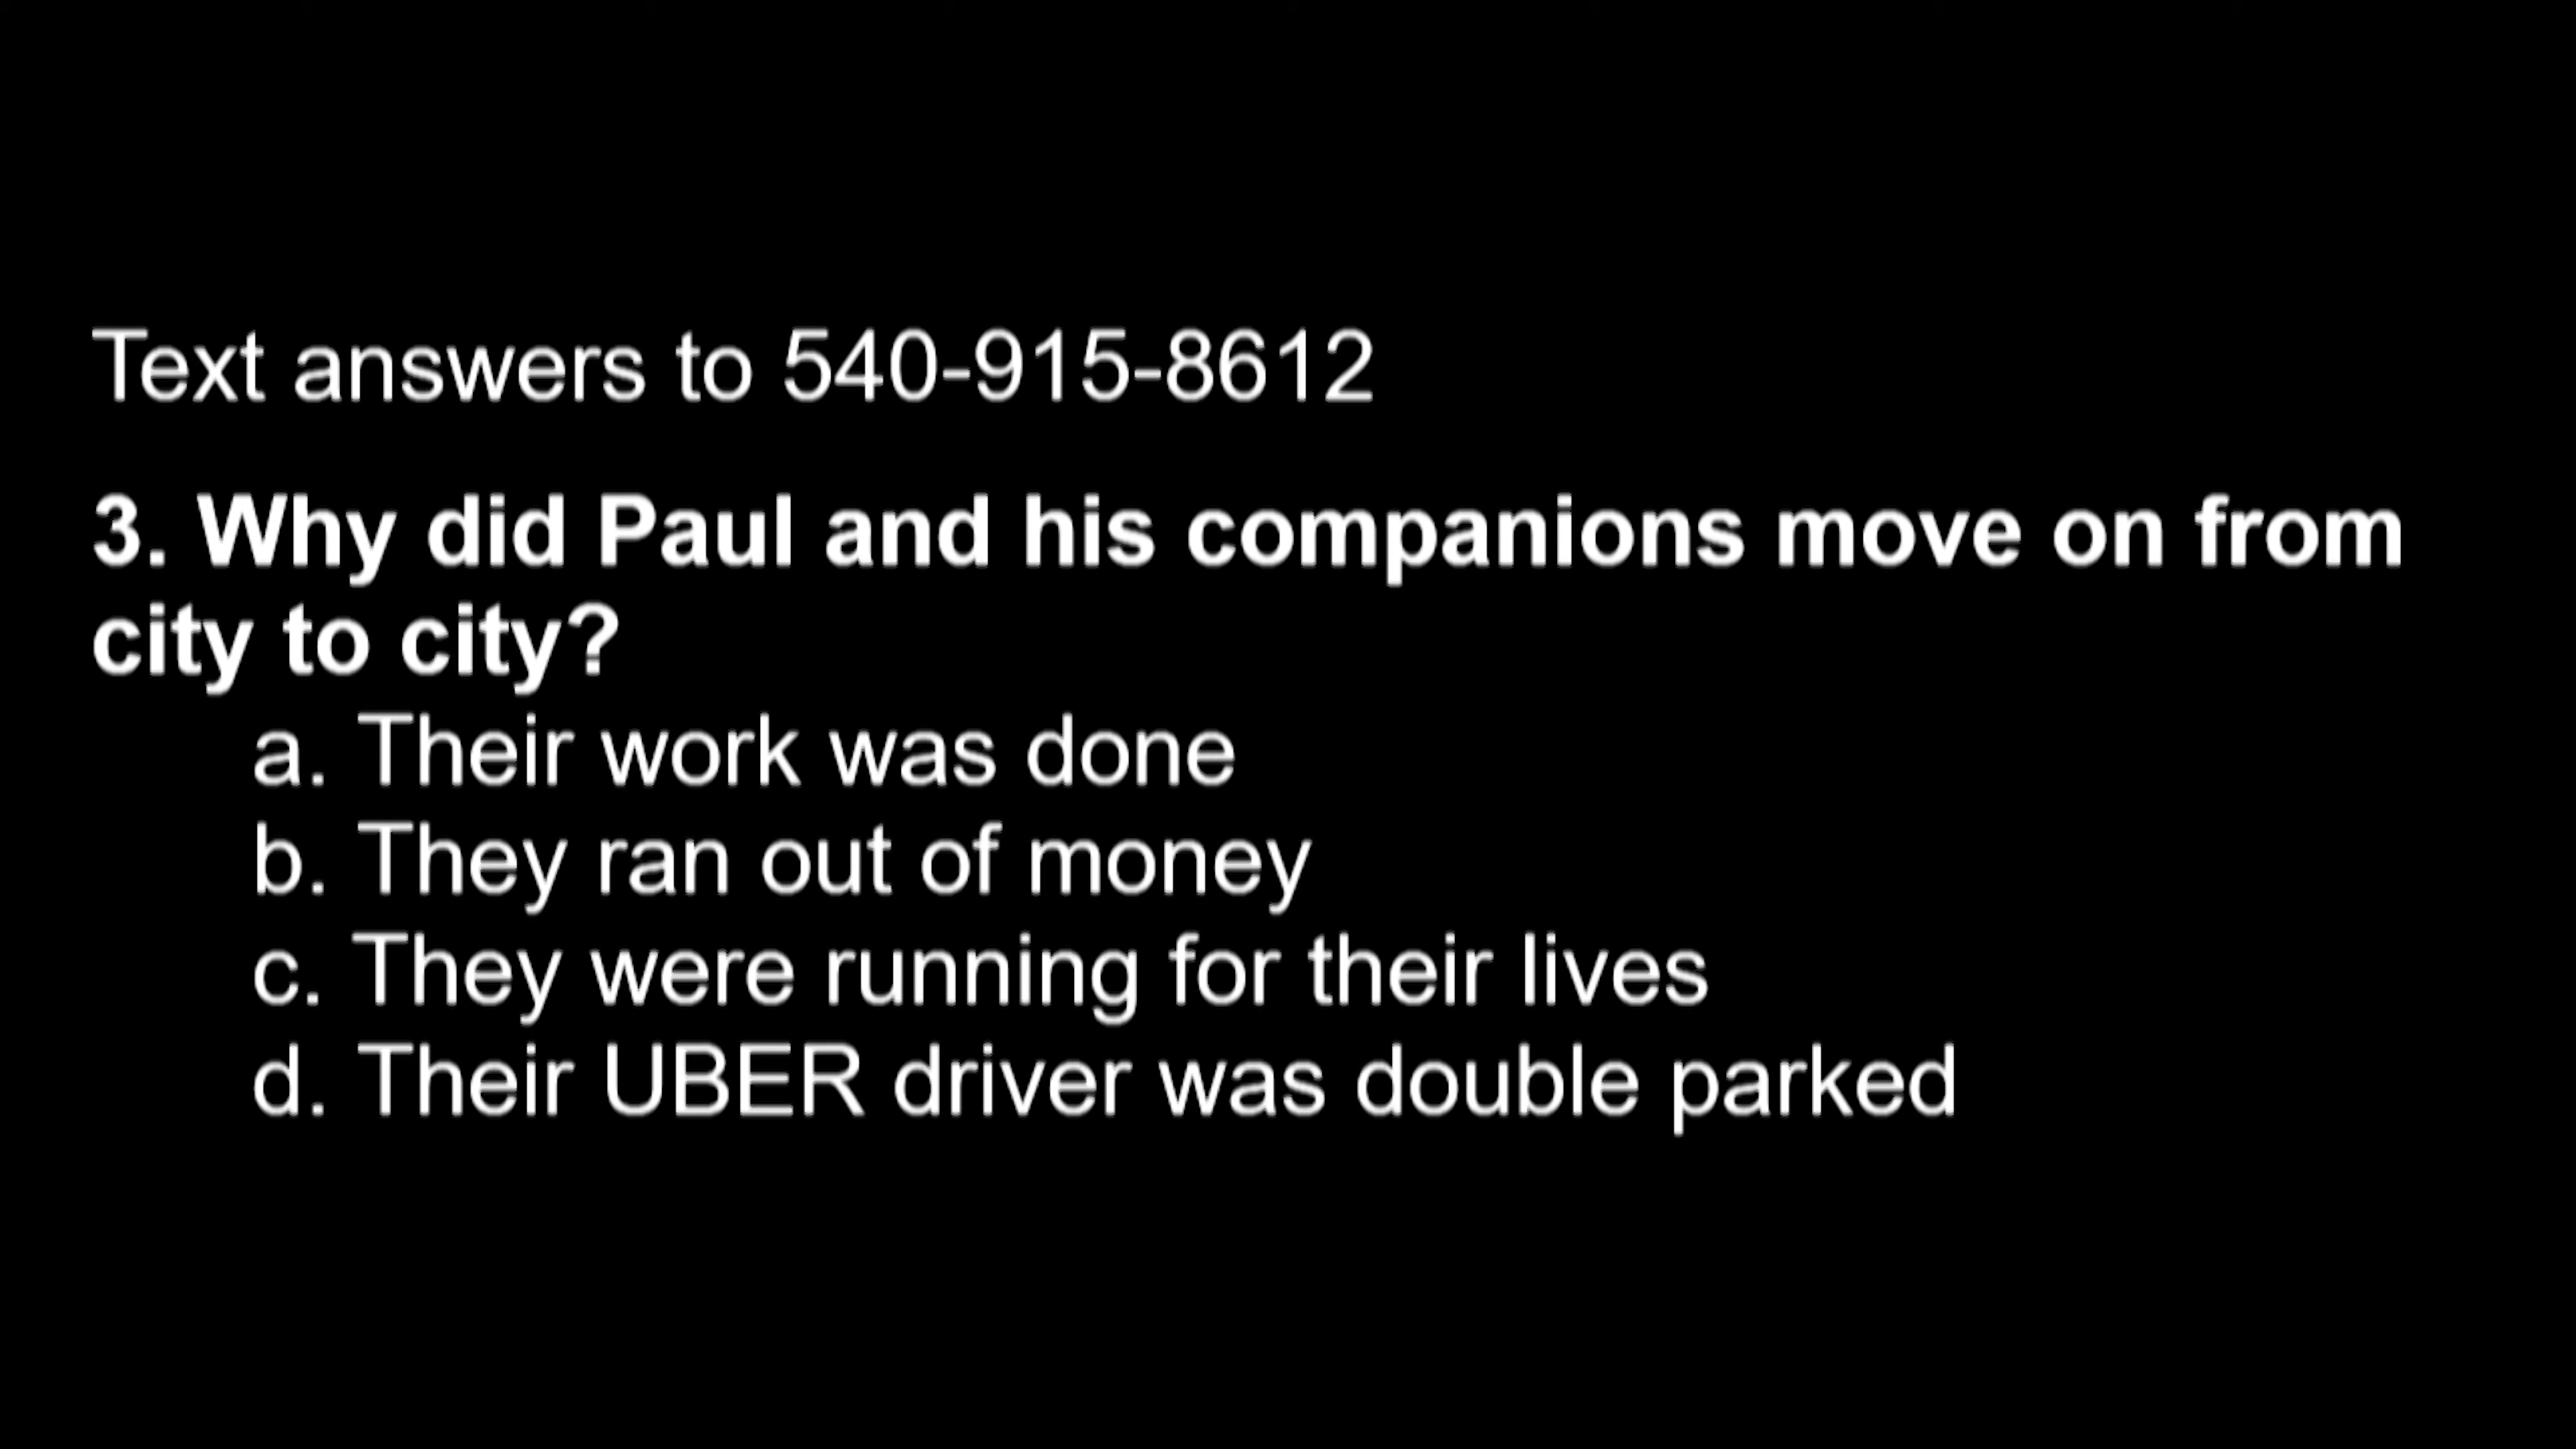 Text answers to 540-915-8612
3. Why did Paul and his companions move on from
city to city?
a. Their work was done
b. They ran out of money
c. They were running for their lives
d. Their UBER driver was double parked